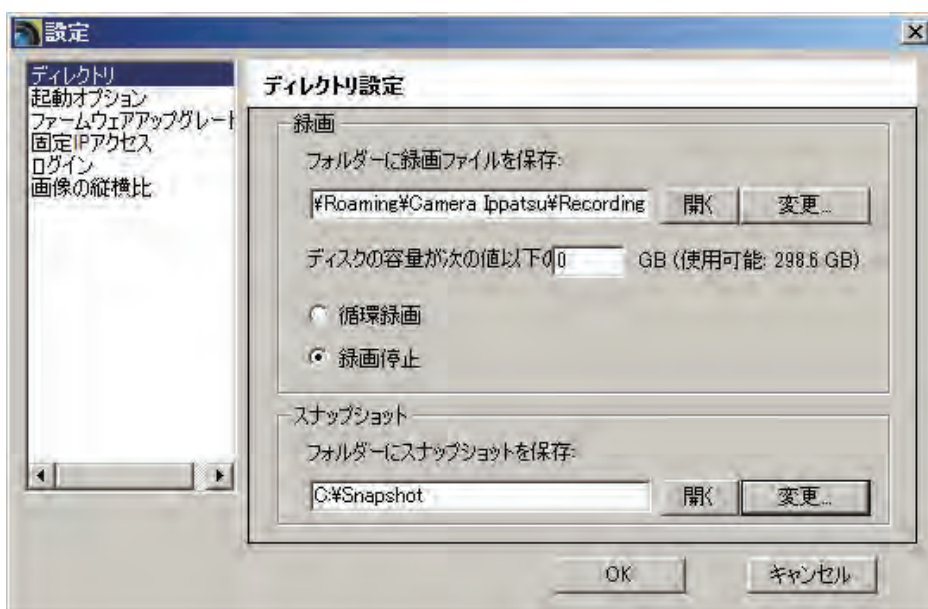 設定
ディレクトリ
起動オプション
ファームウェアアップグレート
固定IPアクセス
ログイン
画像の縦横比
ディレクトリ設定
録画
フォルダーに録画ファイルを保存:
¥Roaming¥Camera Ippatsu¥Recording 開く 変更...
ディスクの容量が次の値以下の 0 GB (使用可能: 298.6 GB)
循環録画
録画停止
スナップショット
フォルダーにスナップショットを保存:
C:¥Snapshot 開く 変更...
OK キャンセル